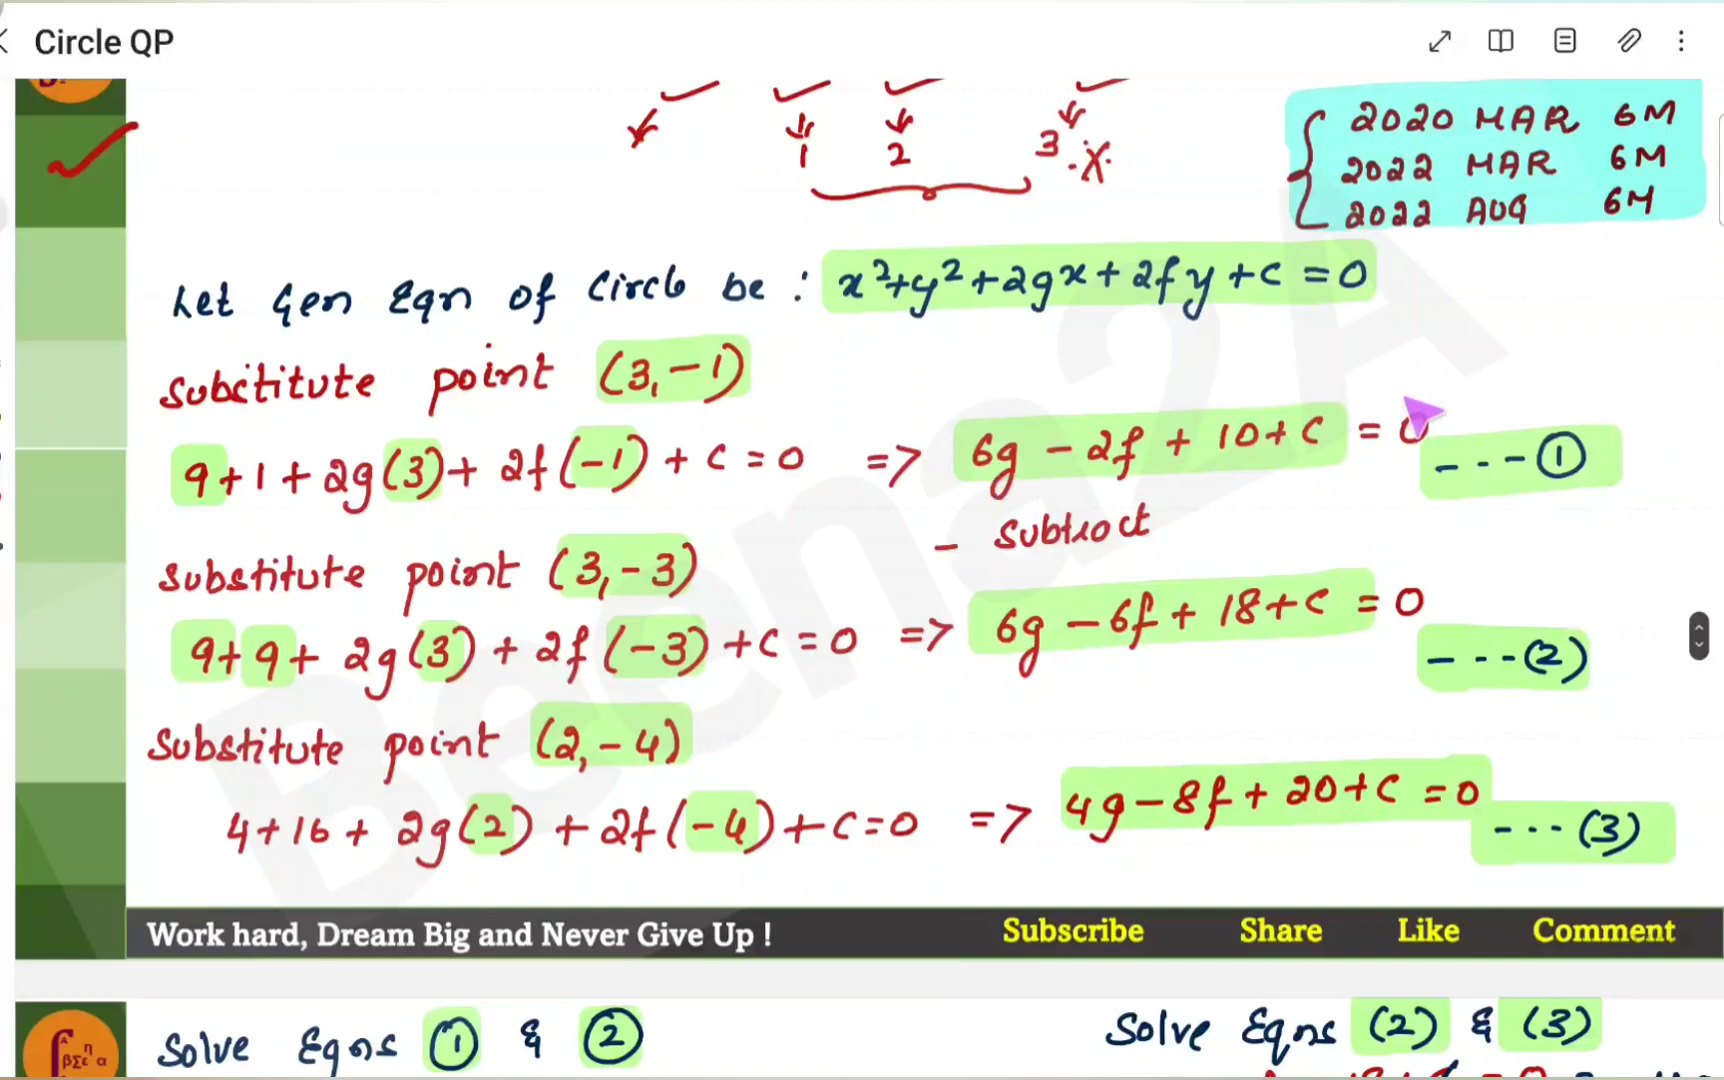 Circle QP
1 2 3 X
2020 MAR 6M
2022 MAR 6M
2022 AUG 6M
Let Gen Eqn of Circle be : x²+y²+2gx+2fy+c=0
Substitute point (3,-1)
9+1+2g(3)+2f(-1)+c=0 => 6g-2f+10+c=0 ---①
- Subtract
Substitute point (3,-3)
9+9+2g(3)+2f(-3)+c=0 => 6g-6f+18+c=0 ---(2)
Substitute point (2,-4)
4+16+2g(2)+2f(-4)+c=0 => 4g-8f+20+c=0 ---(3)
Beena2A
Work hard, Dream Big and Never Give Up ! Subscribe Share Like Comment
Solve Eqns ① & ② Solve Eqns (2) & (3)